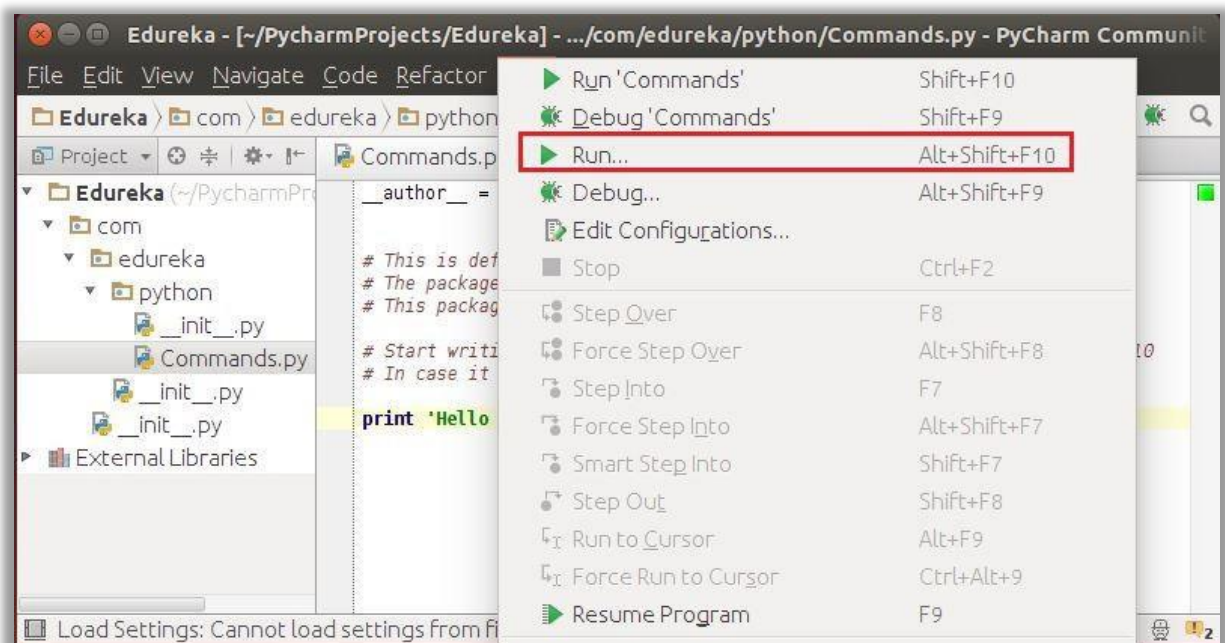 Edureka - [~/PycharmProjects/Edureka] - .../com/edureka/python/Commands.py - PyCharm Communit
File Edit View Navigate Code Refactor
Edureka com edureka python
Project
Commands.p
Edureka (~/PycharmPro
com
edureka
python
__init__.py
Commands.py
__init__.py
__init__.py
External Libraries
__author__ =
# This is def
# The package
# This packag
# Start writi 10
# In case it
print 'Hello
Run 'Commands' Shift+F10
Debug 'Commands' Shift+F9
Run... Alt+Shift+F10
Debug... Alt+Shift+F9
Edit Configurations...
Stop Ctrl+F2
Step Over F8
Force Step Over Alt+Shift+F8
Step Into F7
Force Step Into Alt+Shift+F7
Smart Step Into Shift+F7
Step Out Shift+F8
Run to Cursor Alt+F9
Force Run to Cursor Ctrl+Alt+9
Resume Program F9
Load Settings: Cannot load settings from fi
2